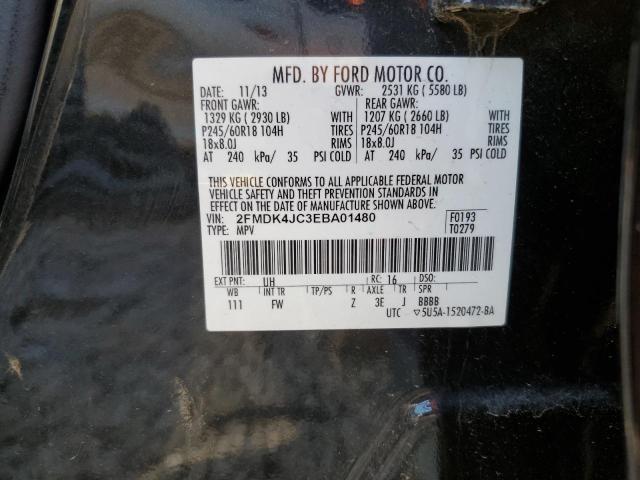 MFD. BY FORD MOTOR CO.
DATE: 11/13 GVWR: 2531 KG ( 5580 LB)
FRONT GAWR: REAR GAWR:
1329 KG ( 2930 LB) WITH 1207 KG ( 2660 LB) WITH
P245/60R18 104H TIRES P245/60R18 104H TIRES
18x8.0J RIMS 18x8.0J RIMS
AT 240 kPa/ 35 PSI COLD AT 240 kPa/ 35 PSI COLD
THIS VEHICLE CONFORMS TO ALL APPLICABLE FEDERAL MOTOR
VEHICLE SAFETY AND THEFT PREVENTION STANDARDS IN
EFFECT ON THE DATE OF MANUFACTURE SHOWN ABOVE.
VIN: 2FMDK4JC3EBA01480 F0193
TYPE: MPV T0279
EXT PNT: UH RC: 16 DSO:
WB INT TR TP/PS R AXLE TR SPR
111 FW Z 3E J BBBB
UTC ▽5U5A-1520472-BA